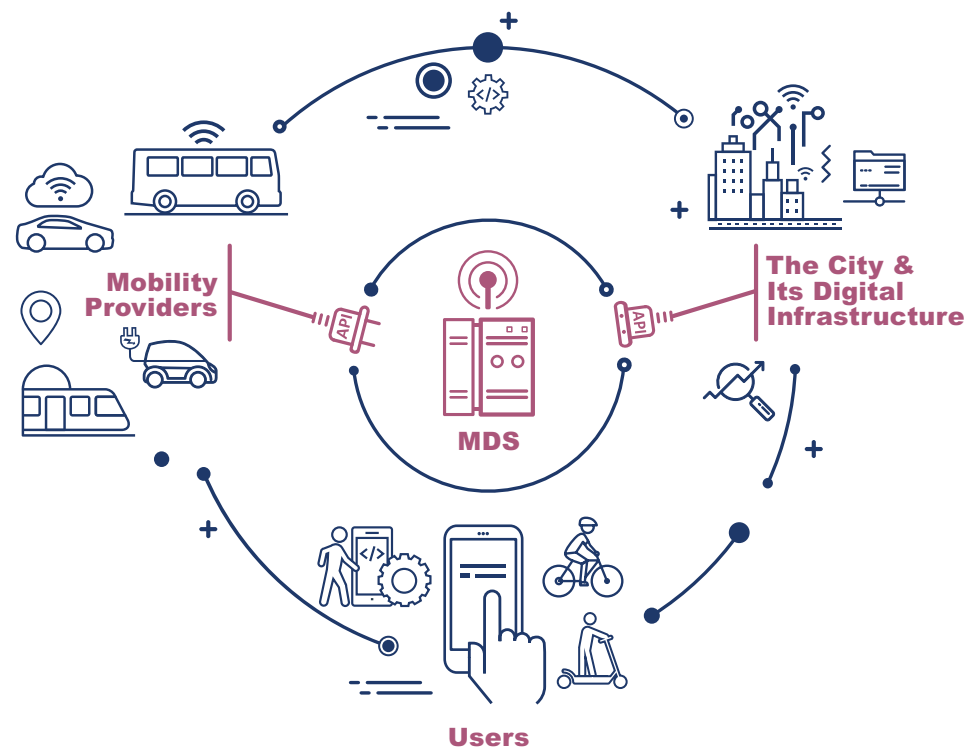 </>
Mobility
Providers
API
API
The City &
Its Digital
Infrastructure
MDS
</>
Users